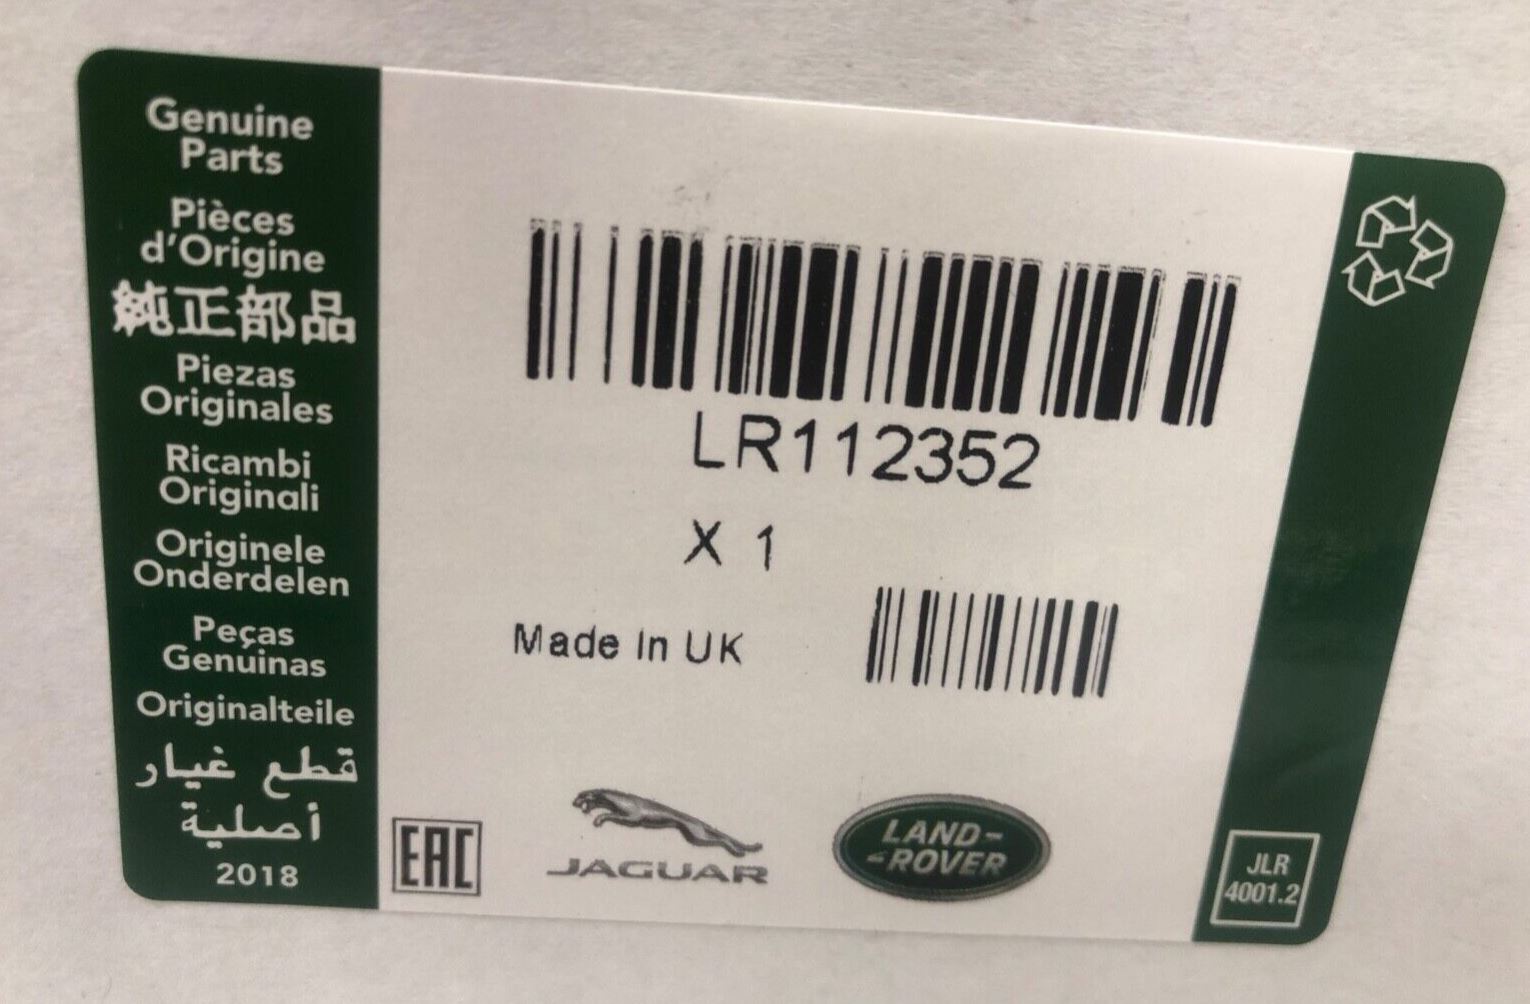 Genuine
Parts
Pièces
d'Origine
純正部品
Piezas
Originales
Ricambi
Originali
Originele
Onderdelen
Peças
Genuinas
Originalteile
قطع غيار
أصلية
2018
LR112352
X 1
Made In UK
EAC
JAGUAR
LAND-
-ROVER
JLR
4001.2